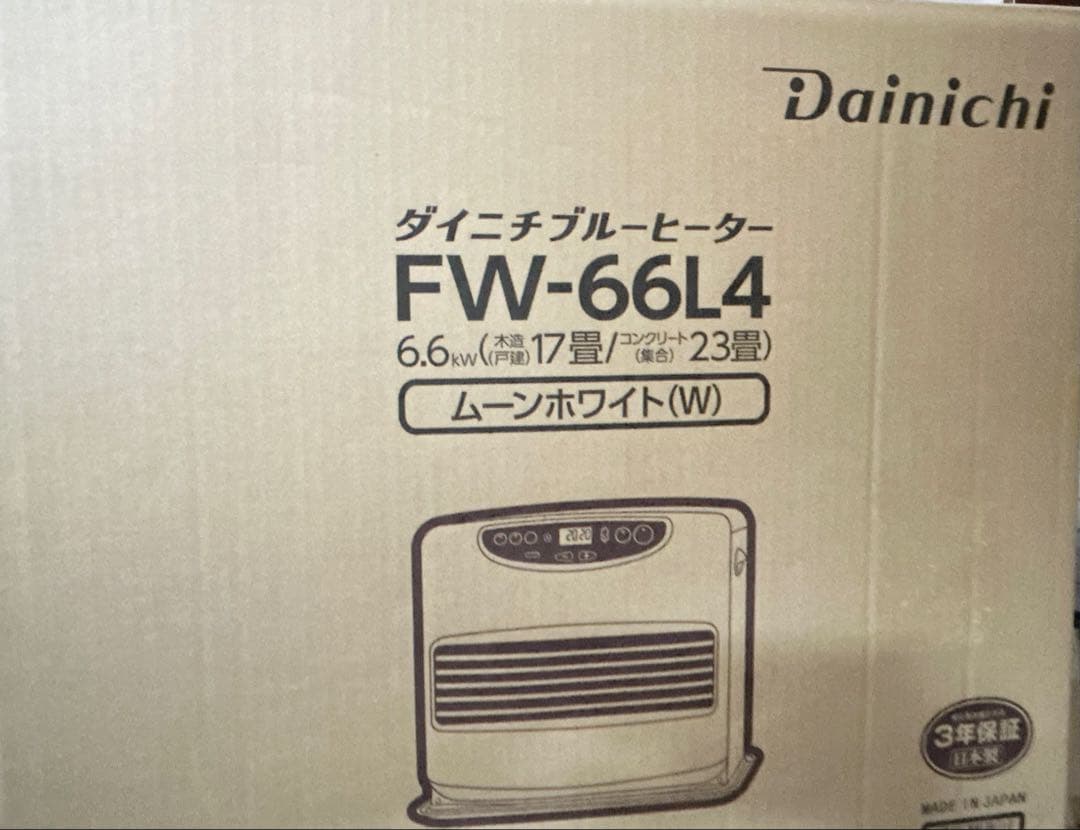 Dainichi
ダイニチブルーヒーター
FW-66L4
6.6kW(木造(戸建)17畳/コンクリート(集合)23畳)
ムーンホワイト(W)
2020
3年保証
日本製
MADE IN JAPAN